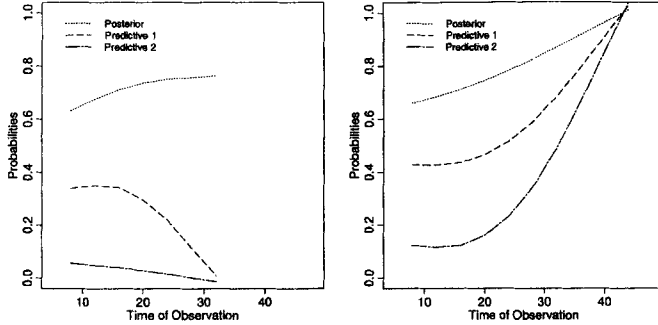 Posterior
Predictive 1
Predictive 2
Probabilities
0.0
0.2
0.4
0.6
0.8
1.0
10
20
30
40
Time of Observation
Posterior
Predictive 1
Predictive 2
Probabilities
0.0
0.2
0.4
0.6
0.8
1.0
10
20
30
40
Time of Observation